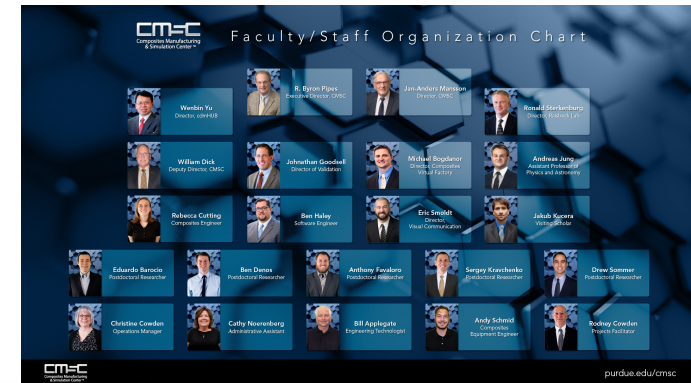 CMSC
Composites Manufacturing
& Simulation Center™
Faculty/Staff Organization Chart
Wenbin Yu
Director, cdmHUB
R. Byron Pipes
Executive Director, CMSC
Jan-Anders Mansson
Director, CMSC
Ronald Sterkenburg
William Dick
Deputy Director, CMSC
Johnathan Goodsell
Director of Validation
Michael Bogdanor
Director, Composites
Virtual Factory
Andreas Jung
Assistant Professor of
Physics and Astronomy
Rebecca Cutting
Composites Engineer
Ben Haley
Software Engineer
Eric Smoldt
Director,
Visual Communication
Jakub Kucera
Visiting Scholar
Eduardo Barocio
Postdoctoral Researcher
Ben Denos
Postdoctoral Researcher
Anthony Favaloro
Postdoctoral Researcher
Sergey Kravchenko
Postdoctoral Researcher
Drew Sommer
Postdoctoral Researcher
Christine Cowden
Operations Manager
Cathy Noerenberg
Administrative Assistant
Bill Applegate
Engineering Technologist
Andy Schmid
Composites
Equipment Engineer
Rodney Cowden
Projects Facilitator
CMSC
Composites Manufacturing
& Simulation Center™
purdue.edu/cmsc